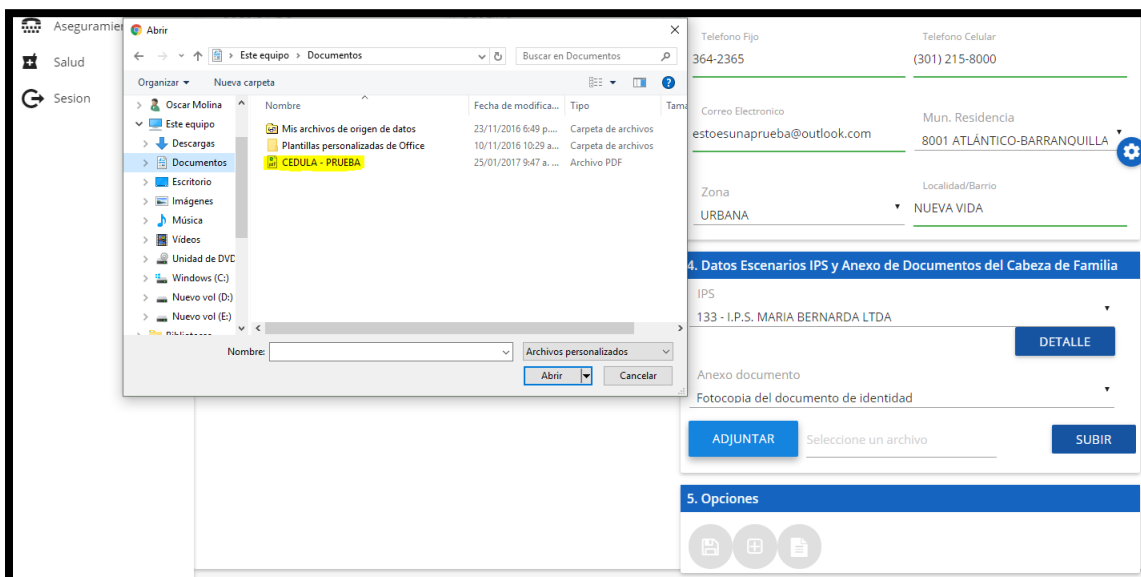 Aseguramie
Salud
Sesion
Abrir
Este equipo > Documentos
Buscar en Documentos
Organizar
Nueva carpeta
Oscar Molina
Este equipo
Descargas
Documentos
Escritorio
Imágenes
Música
Vídeos
Unidad de DVD
Windows (C:)
Nuevo vol (D:)
Nuevo vol (E:)
Nombre
Fecha de modifica...
Tipo
Tama
Mis archivos de origen de datos
23/11/2016 6:49 p....
Carpeta de archivos
Plantillas personalizadas de Office
10/11/2016 10:29 a...
Carpeta de archivos
CEDULA - PRUEBA
25/01/2017 9:47 a. ...
Archivo PDF
Nombre:
Archivos personalizados
Abrir
Cancelar
Telefono Fijo
364-2365
Telefono Celular
(301) 215-8000
Correo Electronico
estoesunaprueba@outlook.com
Mun. Residencia
8001 ATLÁNTICO-BARRANQUILLA
Zona
URBANA
Localidad/Barrio
NUEVA VIDA
4. Datos Escenarios IPS y Anexo de Documentos del Cabeza de Familia
IPS
133 - I.P.S. MARIA BERNARDA LTDA
DETALLE
Anexo documento
Fotocopia del documento de identidad
ADJUNTAR
Seleccione un archivo
SUBIR
5. Opciones